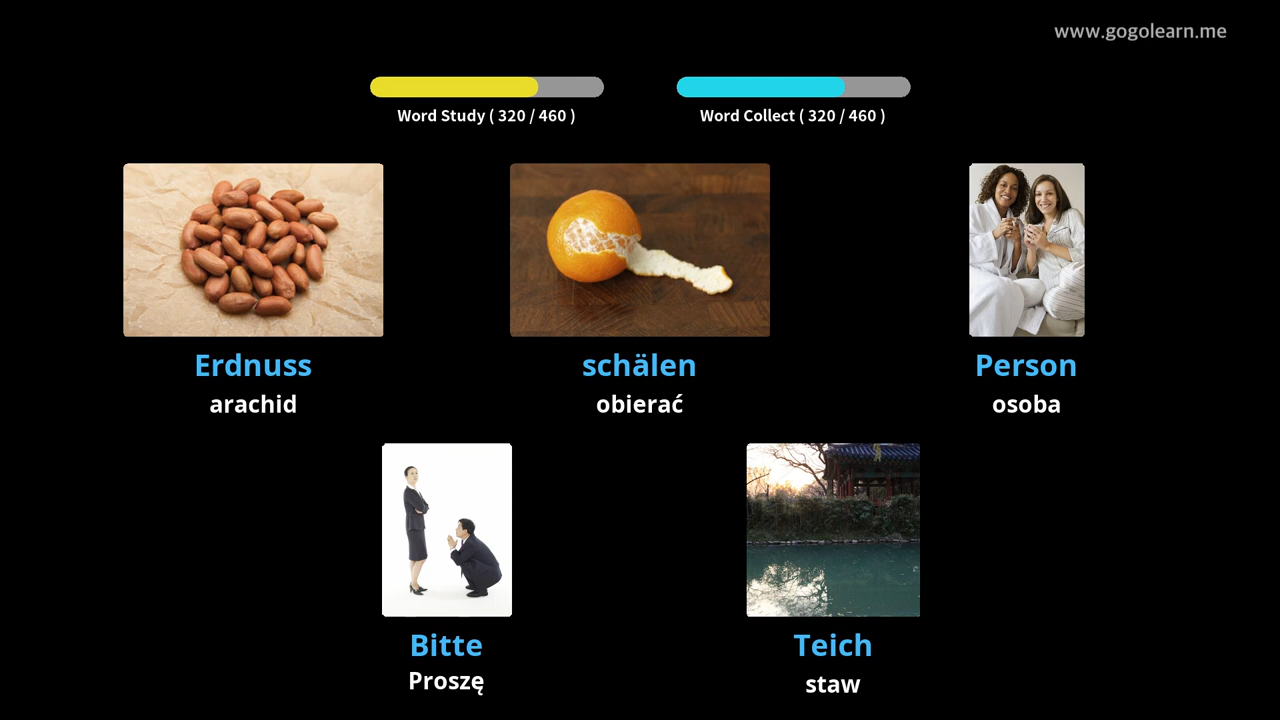 www.gogolearn.me
Word Study ( 320 / 460 )
Word Collect ( 320 / 460 )
Erdnuss
arachid
schälen
obierać
Person
osoba
Bitte
Proszę
Teich
staw